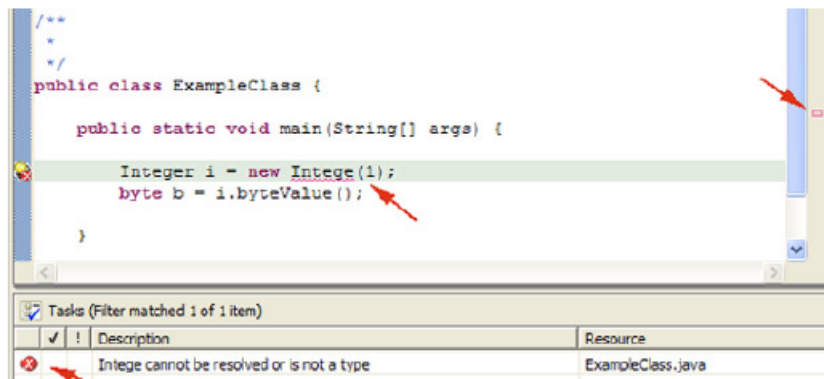 /**
*
*/
public class ExampleClass {
public static void main(String[] args) {
Integer i = new Intege(1);
byte b = i.byteValue();
}
Tasks (Filter matched 1 of 1 item)
✓ ! Description Resource
Intege cannot be resolved or is not a type ExampleClass.java